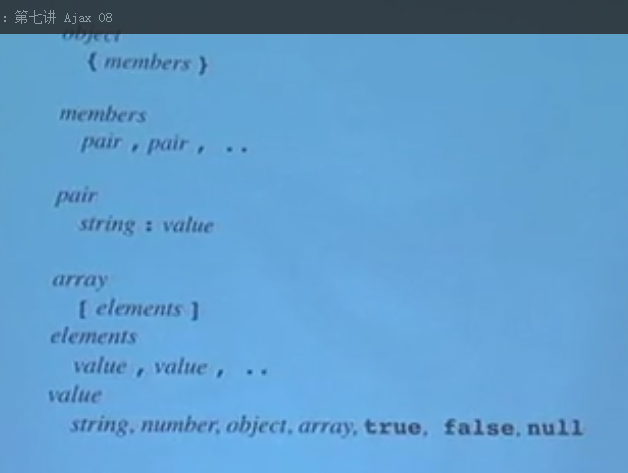 : 第七讲 Ajax 08
object
{ members }
members
pair , pair , ..
pair
string : value
array
[ elements ]
elements
value , value , ..
value
string, number, object, array, true, false, null